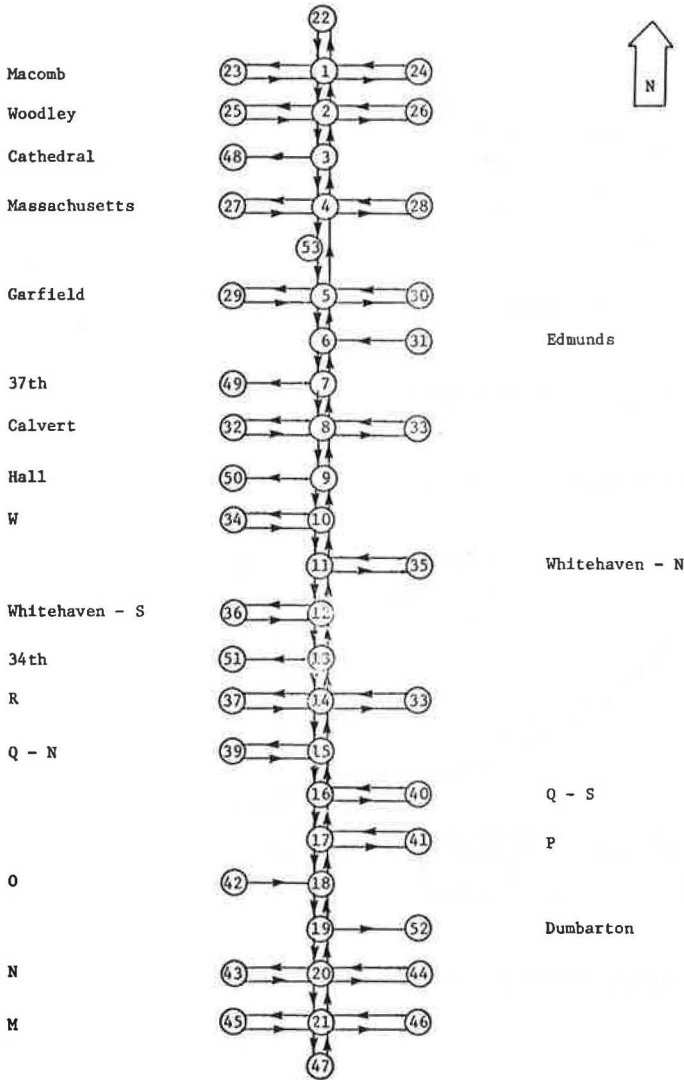 22
Macomb 23 1 24
N
Woodley 25 2 26
Cathedral 48 3
Massachusetts 27 4 28
53
Garfield 29 5 30
6 31 Edmunds
37th 49 7
Calvert 32 8 33
Hall 50 9
W 34 10
11 35 Whitehaven - N
Whitehaven - S 36 12
34th 51 13
R 37 14 33
Q - N 39 15
16 40 Q - S
17 41 P
O 42 18
19 52 Dumbarton
N 43 20 44
M 45 21 46
47